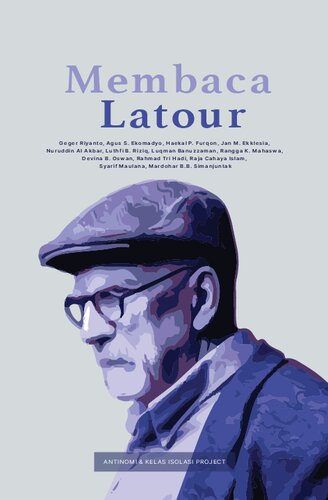 Membaca
Latour
Geger Riyanto, Agus S. Ekomadyo, Haekal P. Furqon, Jan M. Ekklesia,
Nuruddin Al Akbar, Luthfi B. Riziq, Luqman Banuzzaman, Rangga K. Mahaswa,
Devina B. Oswan, Rahmad Tri Hadi, Raja Cahaya Islam,
Syarif Maulana, Mardohar B.B. Simanjuntak
ANTINOMI & KELAS ISOLASI PROJECT